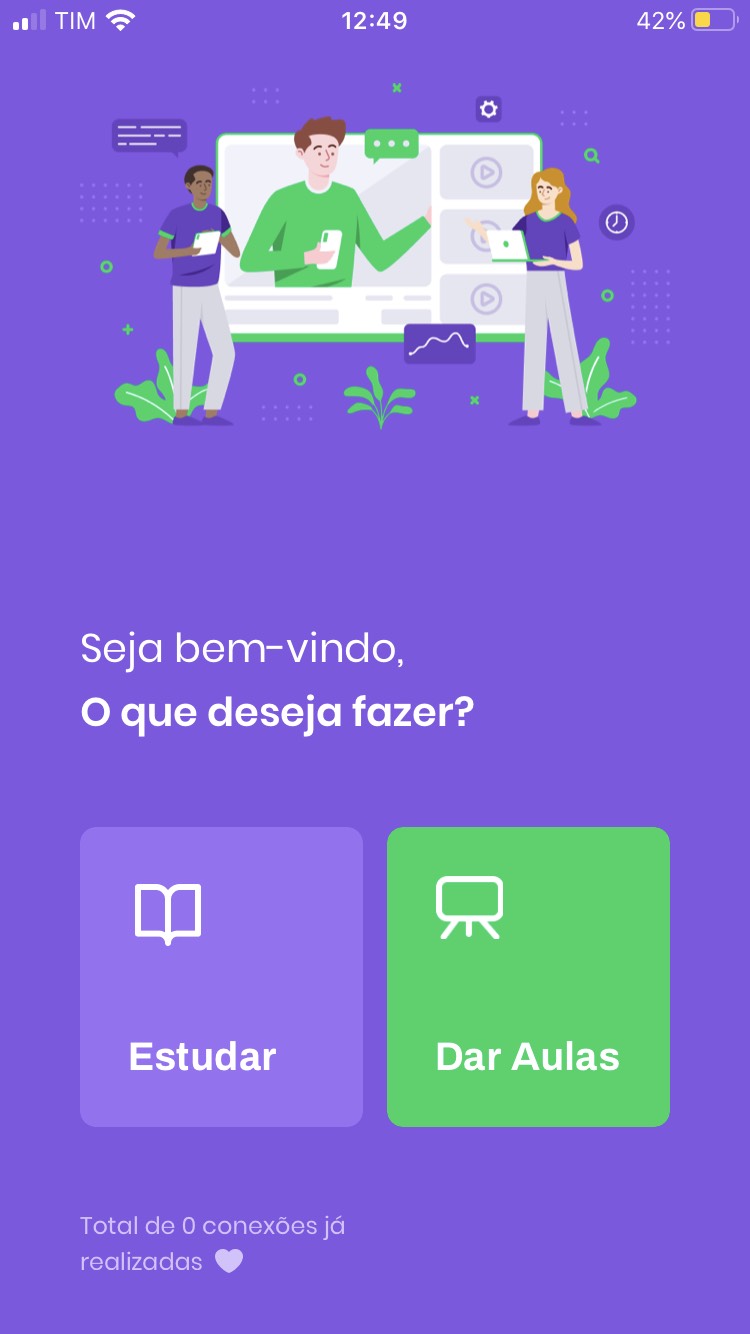 TIM 12:49 42%
Seja bem-vindo,
O que deseja fazer?
Estudar Dar Aulas
Total de 0 conexões já
realizadas